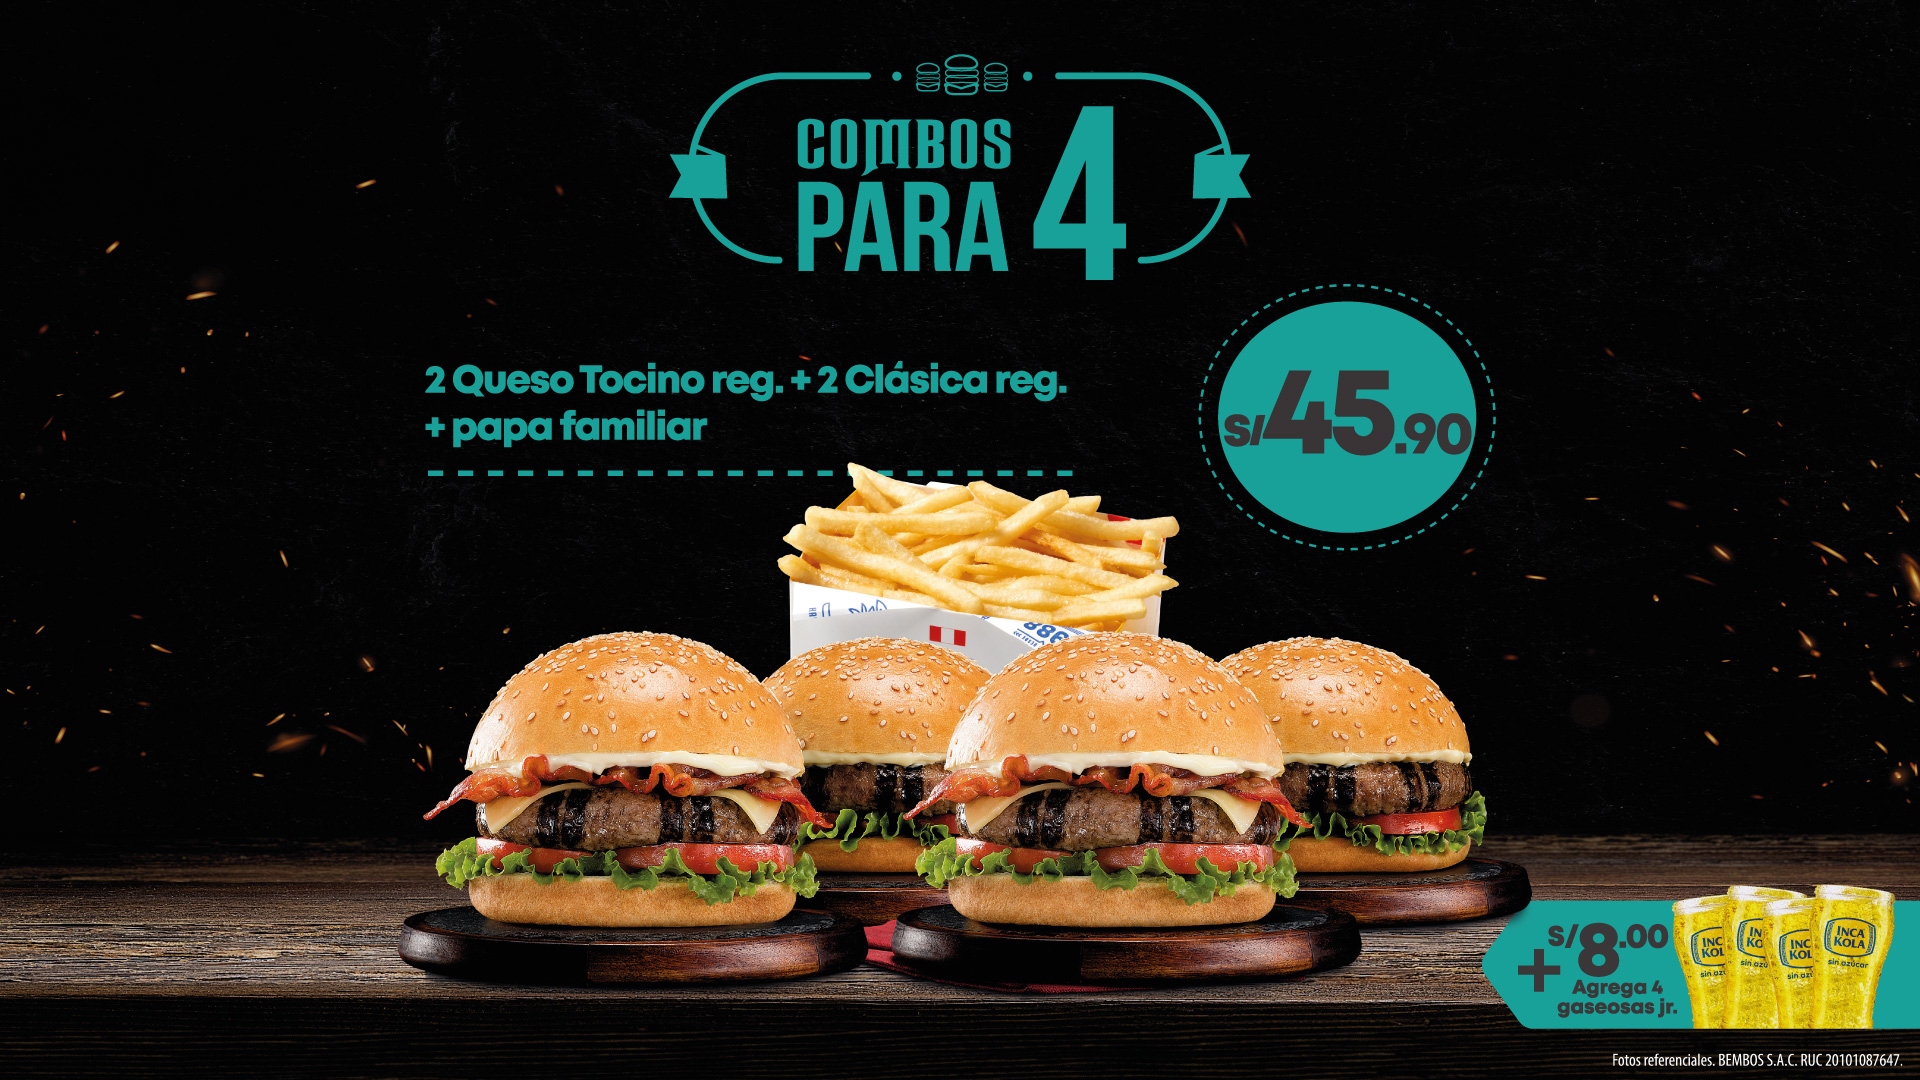 COMBOS
PARA 4
2 Queso Tocino reg. + 2 Clásica reg.
+ papa familiar
S/45.90
+ S/8.00
Agrega 4
gaseosas jr.
INCA
KOLA
sin azúcar
Fotos referenciales. BEMBOS S.A.C. RUC 20101087647.